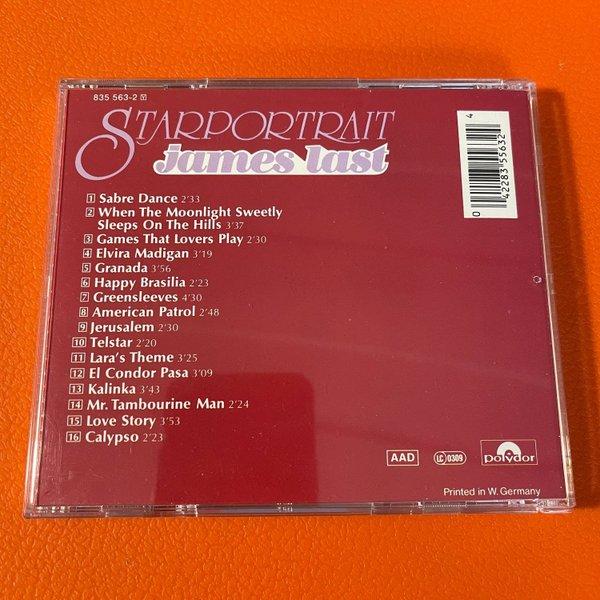 835 563-2 Y
STARPORTRAIT
james last
1 Sabre Dance 2'33
2 When The Moonlight Sweetly
Sleeps On The Hills 3'37
3 Games That Lovers Play 2'30
4 Elvira Madigan 3'19
5 Granada 3'56
6 Happy Brasilia 2'23
7 Greensleeves 4'30
8 American Patrol 2'48
9 Jerusalem 2'30
10 Telstar 2'20
11 Lara's Theme 3'25
12 El Condor Pasa 3'09
13 Kalinka 3'43
14 Mr. Tambourine Man 2'24
15 Love Story 3'53
16 Calypso 2'23
0 42283 55632 4
AAD
LC 0309
polydor
Printed in W. Germany